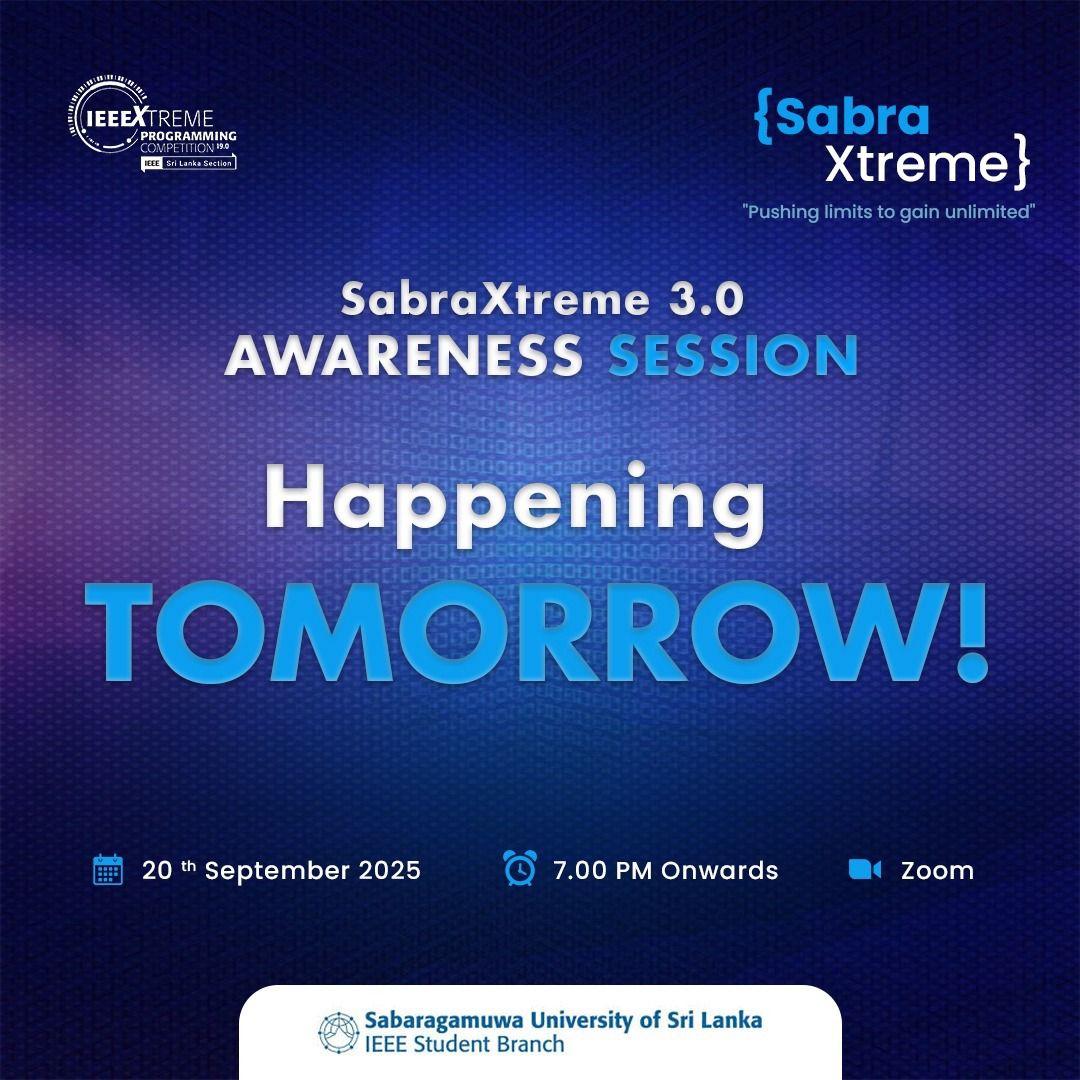 IEEEXTREME
PROGRAMMING
COMPETITION 19.0
IEEE Sri Lanka Section
{Sabra
Xtreme}
"Pushing limits to gain unlimited"
SabraXtreme 3.0
AWARENESS SESSION
Happening
TOMORROW!
20 th September 2025
7.00 PM Onwards
Zoom
Sabaragamuwa University of Sri Lanka
IEEE Student Branch